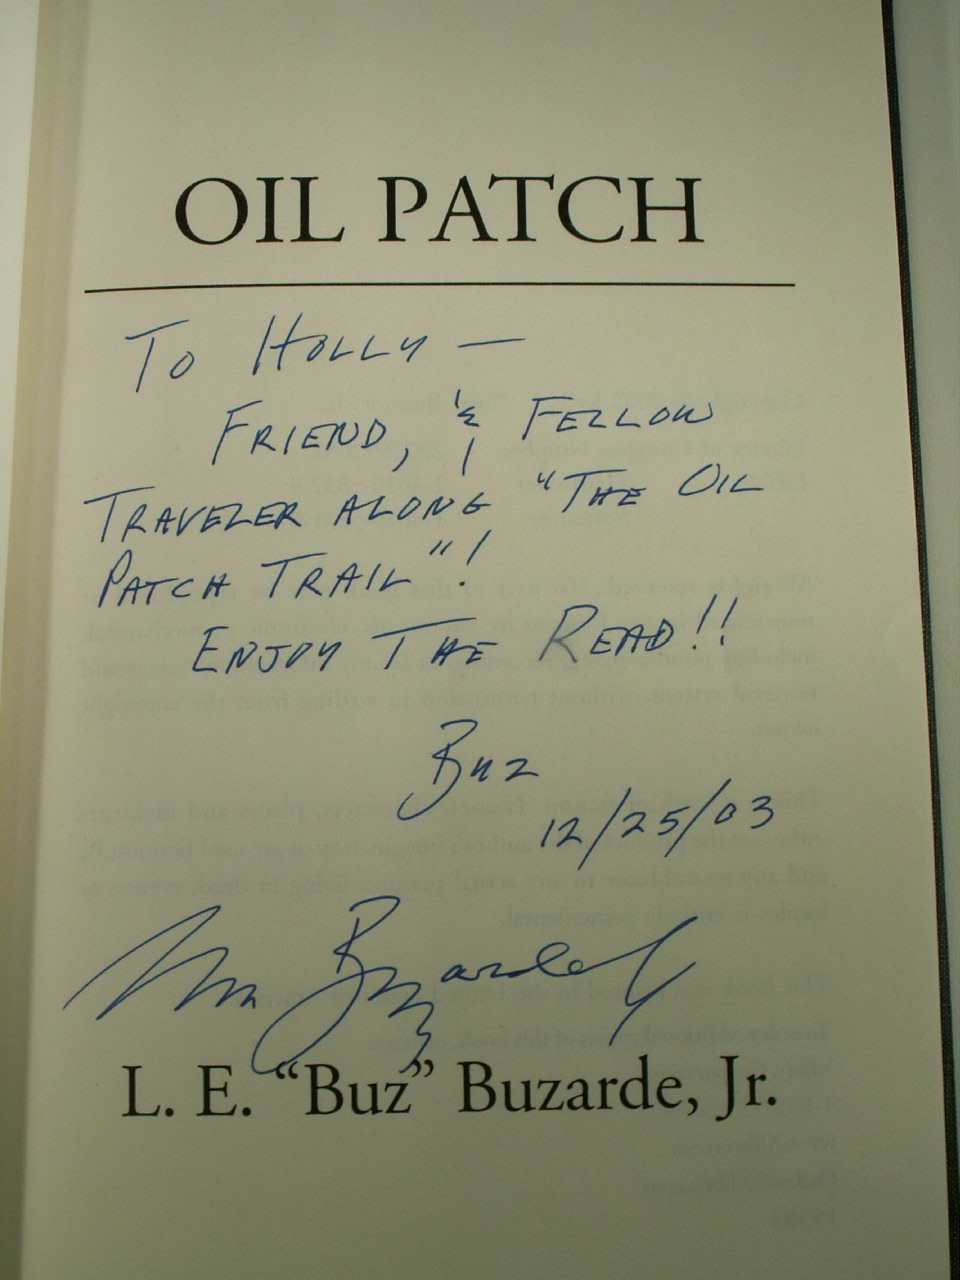 OIL PATCH
TO HOLLY —
FRIEND, & FELLOW
TRAVELER ALONG "THE OIL
PATCH TRAIL"!
ENJOY THE READ!!
BUZ
12/25/03
Buzarde
L. E. “Buz” Buzarde, Jr.